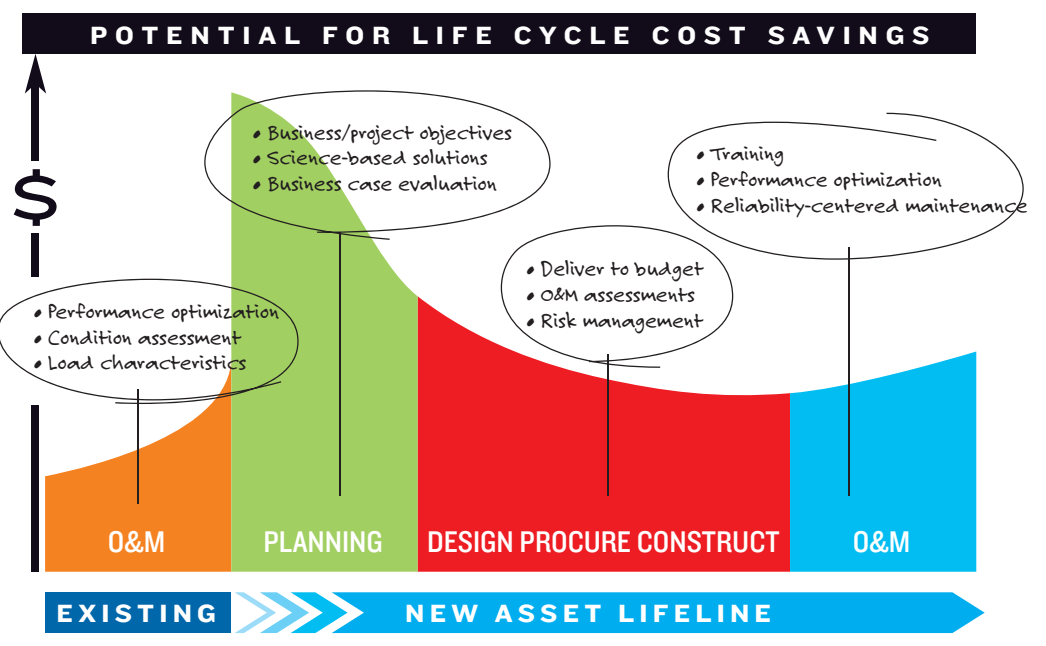 POTENTIAL FOR LIFE CYCLE COST SAVINGS
$
• Business/project objectives
• Science-based solutions
• Business case evaluation
• Training
• Performance optimization
• Reliability-centered maintenance
• Deliver to budget
• O&M assessments
• Risk management
• Performance optimization
• Condition assessment
• Load characteristics
O&M
PLANNING
DESIGN PROCURE CONSTRUCT
O&M
EXISTING
NEW ASSET LIFELINE